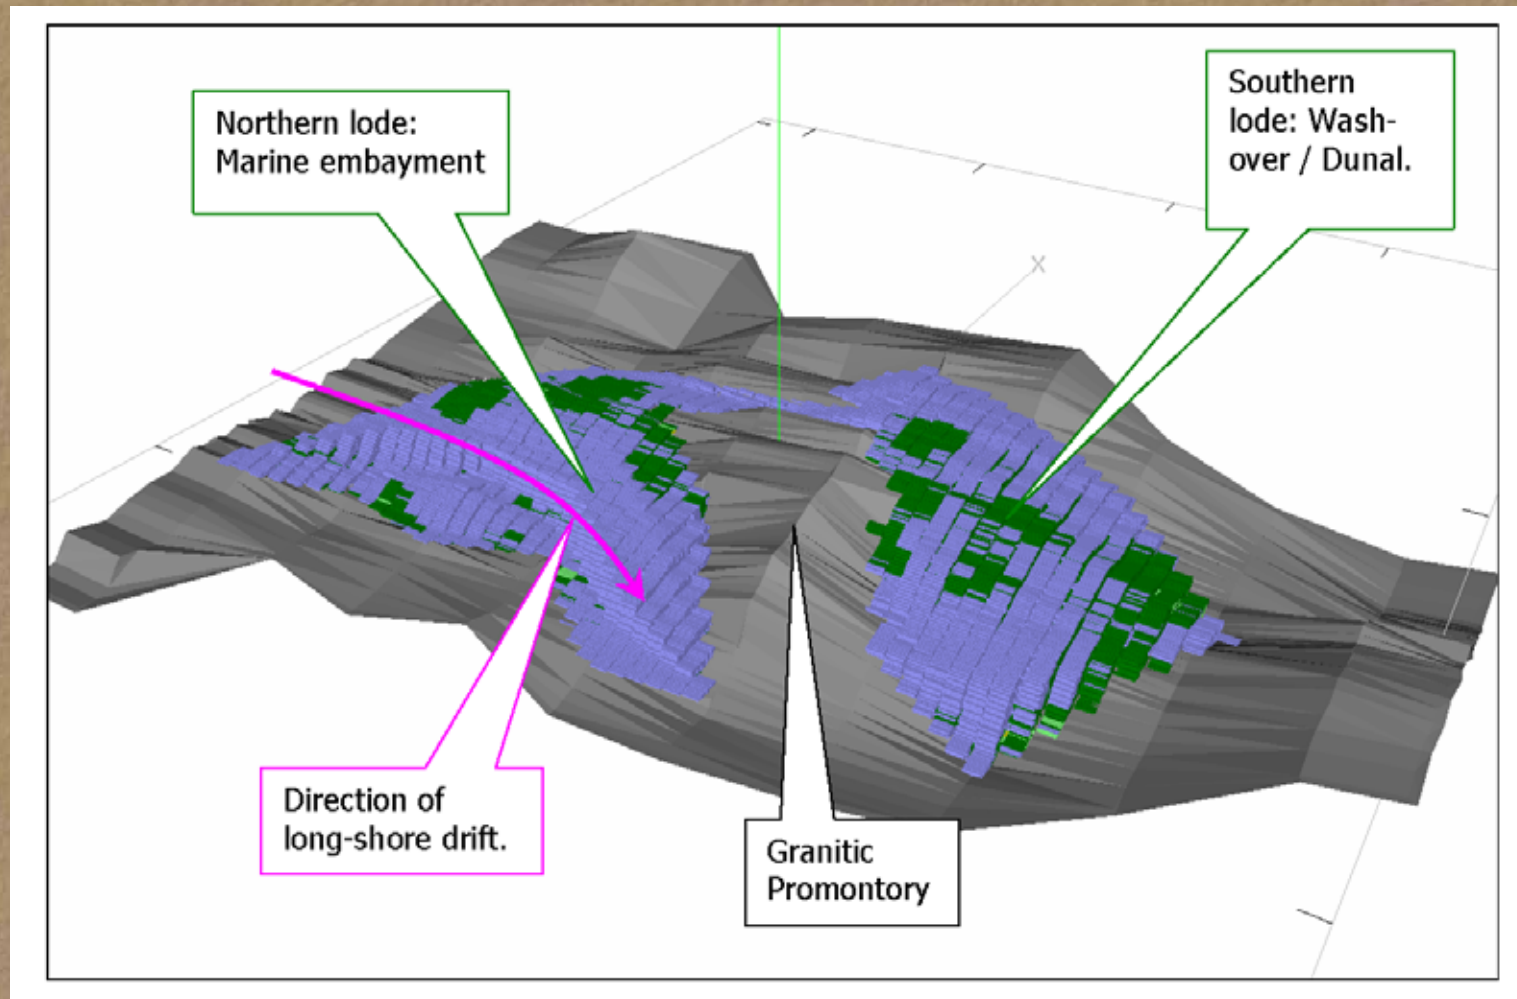 Northern lode:
Marine embayment
Southern
lode: Wash-
over / Dunal.
X
Direction of
long-shore drift.
Granitic
Promontory